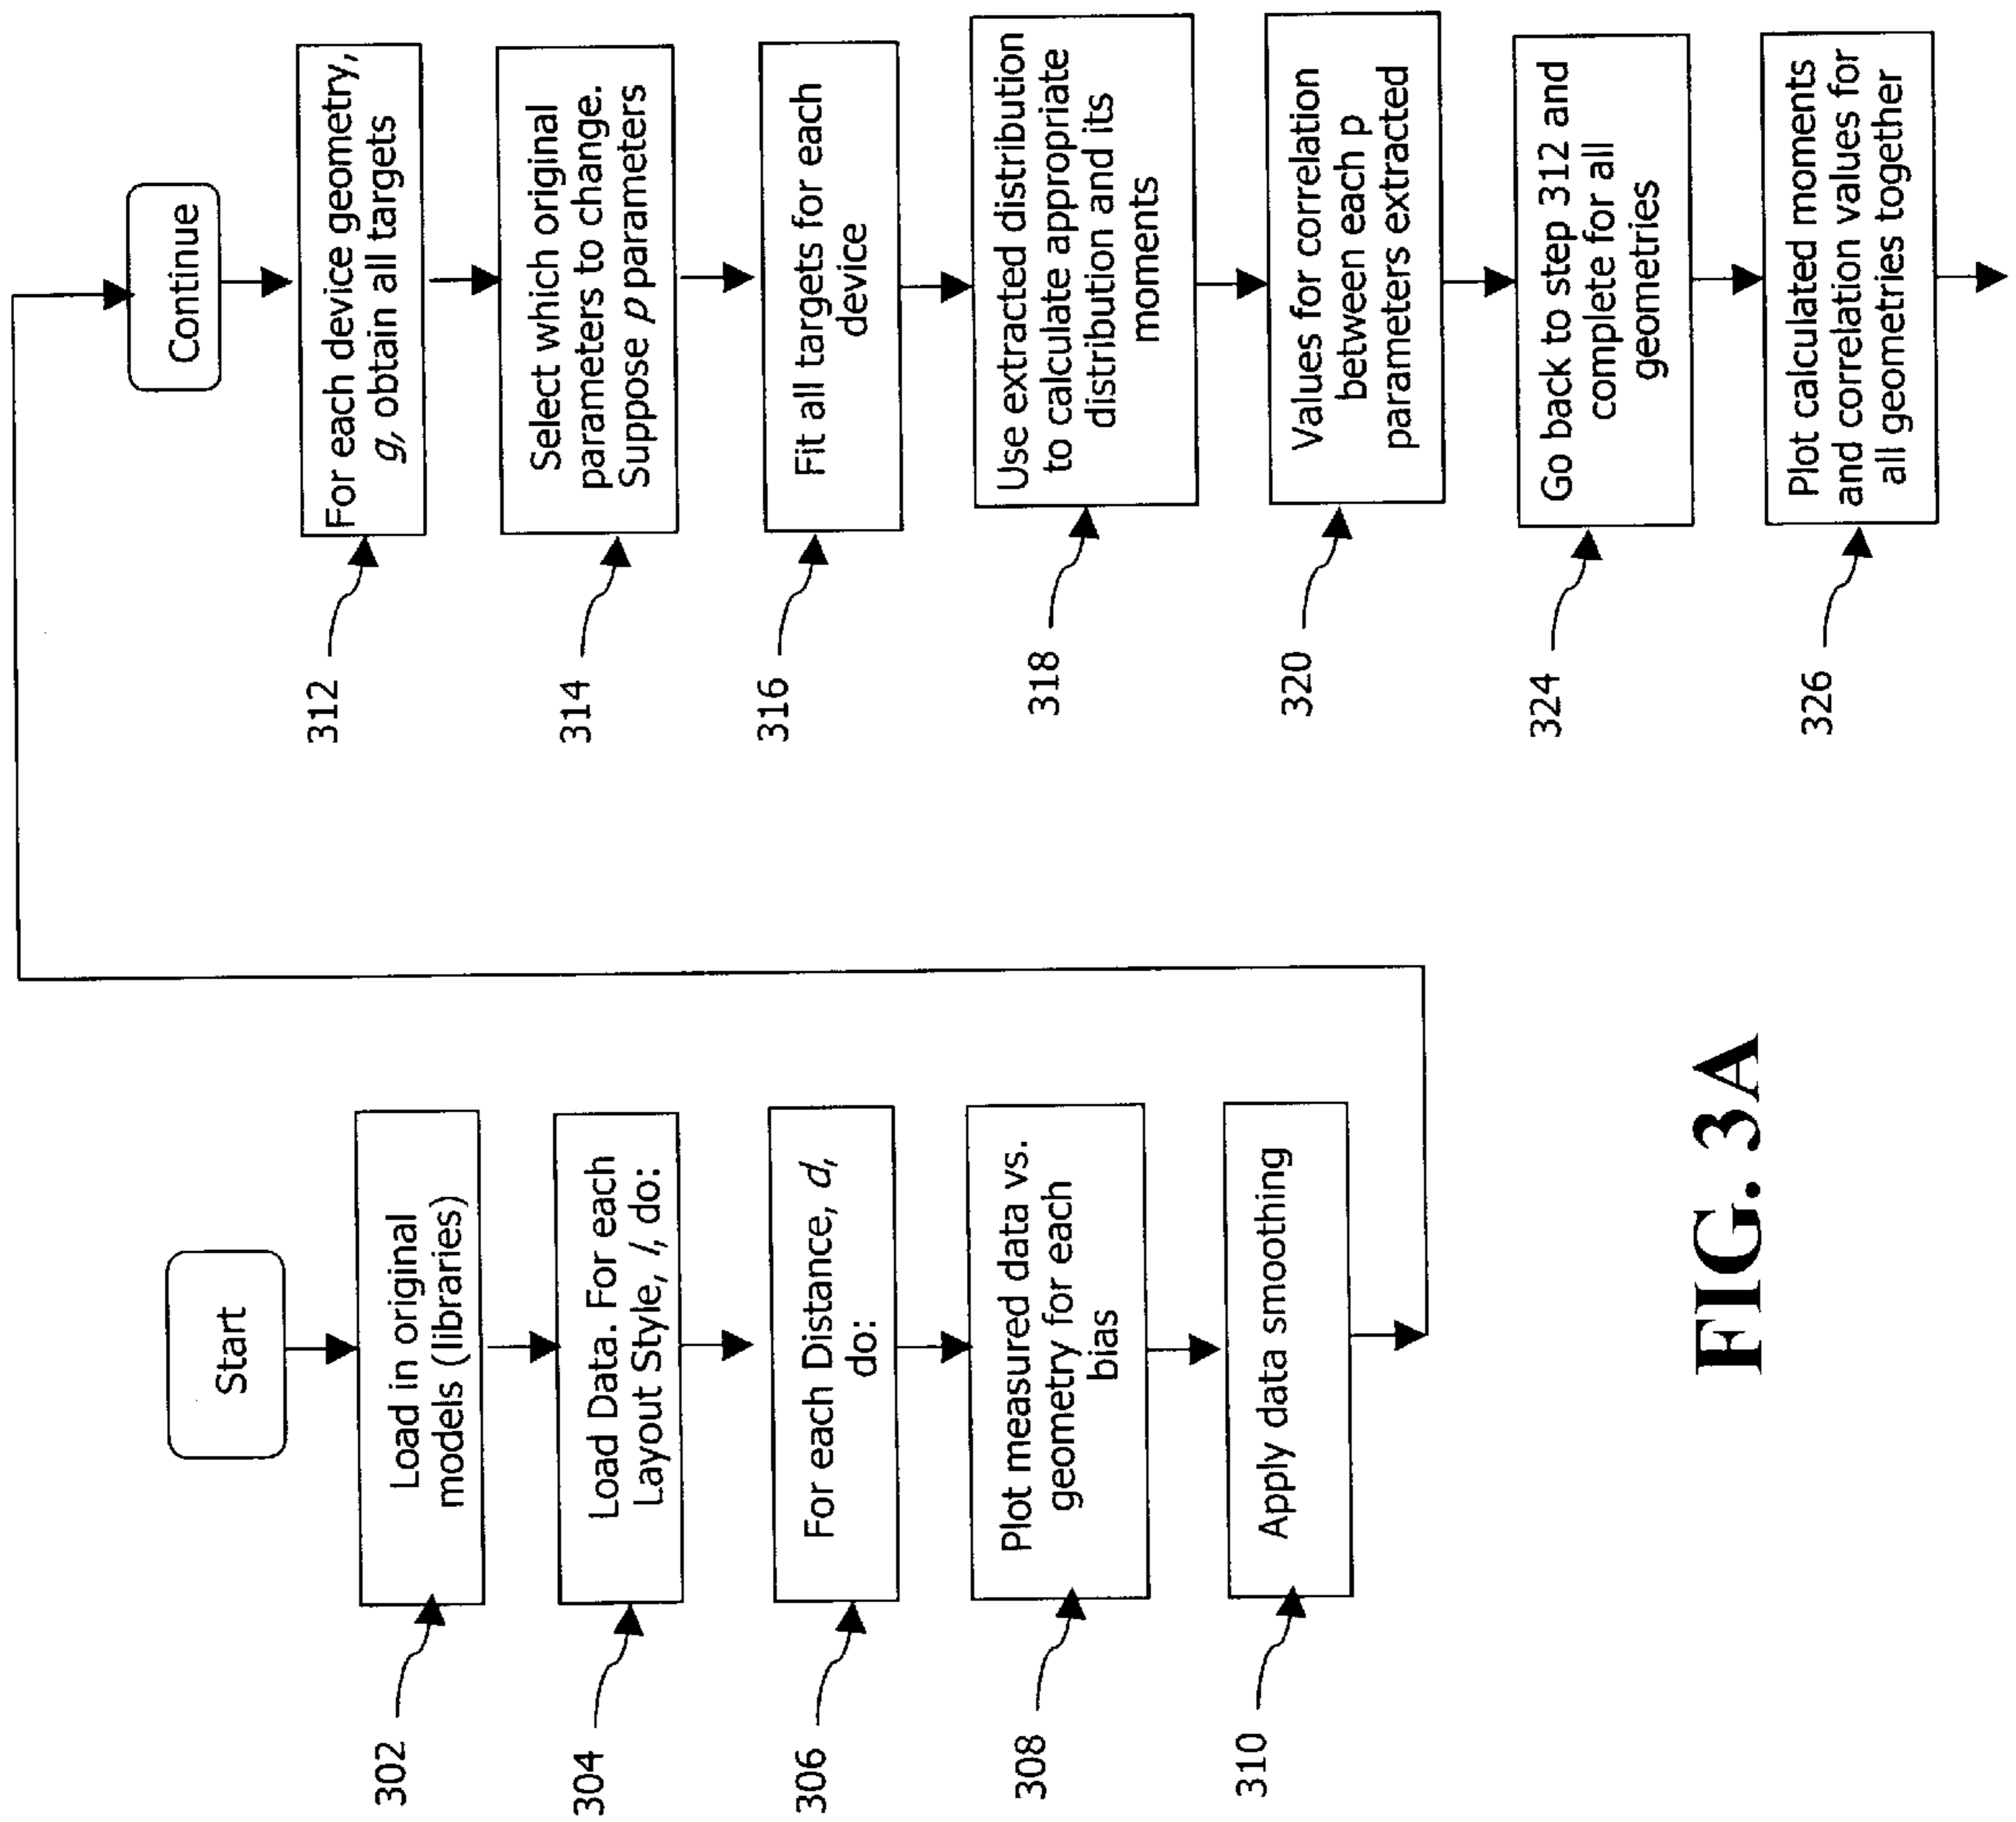 Start
302
Load in original
models (libraries)
304
Load Data. For each
Layout Style, l, do:
306
For each Distance, d,
do:
308
Plot measured data vs.
geometry for each
bias
310
Apply data smoothing
Continue
312
For each device geometry,
g, obtain all targets
314
Select which original
parameters to change.
Suppose p parameters
316
Fit all targets for each
device
318
Use extracted distribution
to calculate appropriate
distribution and its
moments
320
Values for correlation
between each p
parameters extracted
324
Go back to step 312 and
complete for all
geometries
326
Plot calculated moments
and correlation values for
all geometries together
FIG. 3A